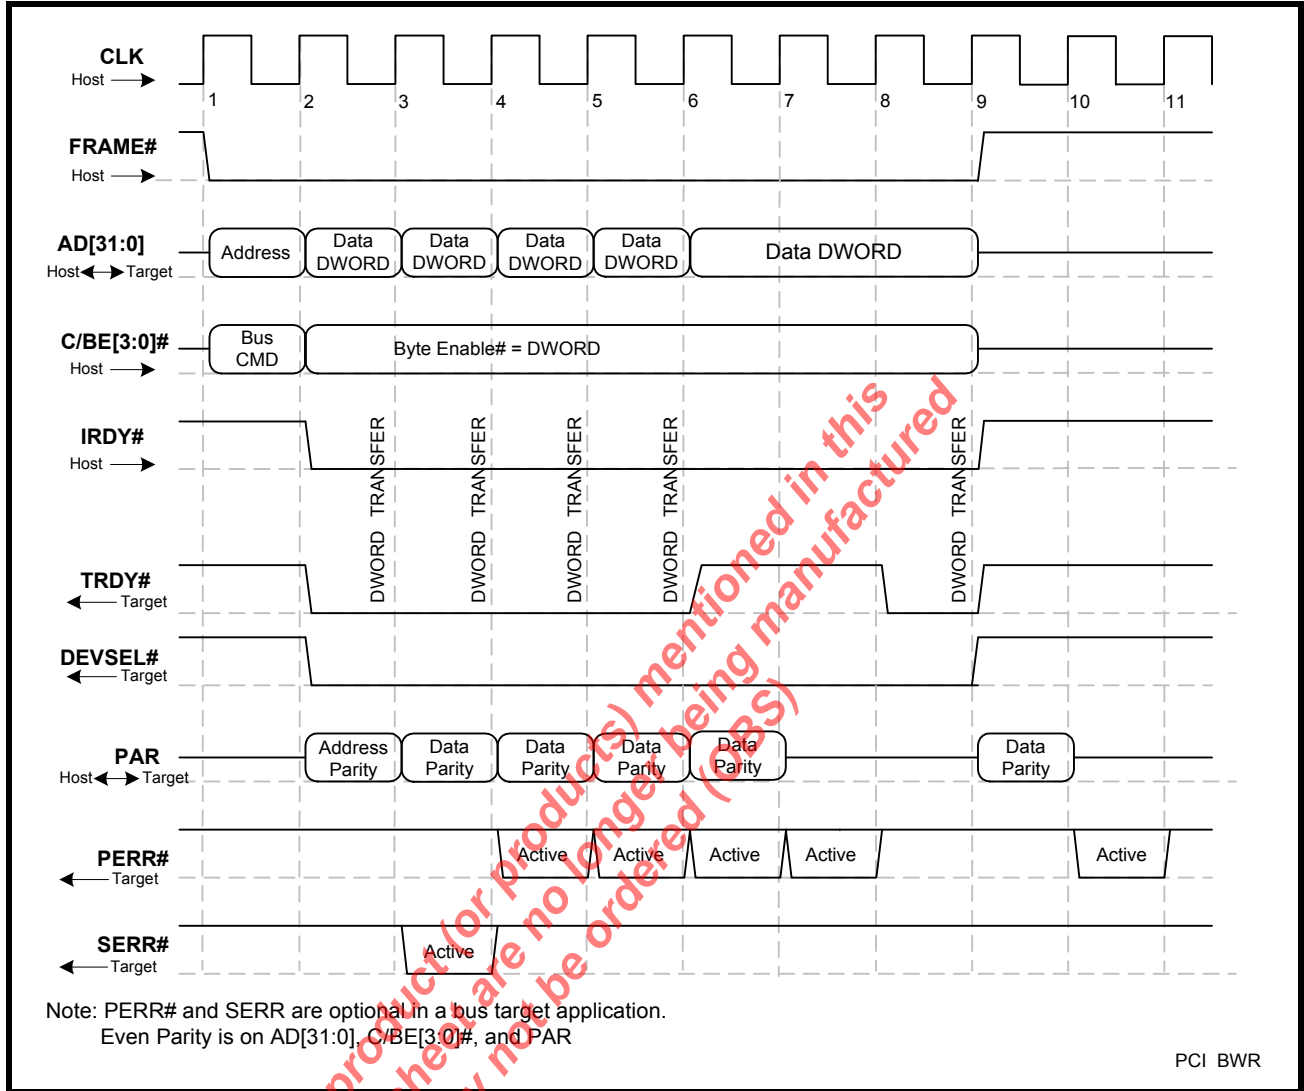 CLK
Host
1 2 3 4 5 6 7 8 9 10 11
FRAME#
Host
AD[31:0]
Host Target
Address
Data
DWORD
Data
DWORD
Data
DWORD
Data
DWORD
Data DWORD
C/BE[3:0]#
Host
Bus
CMD
Byte Enable# = DWORD
IRDY#
Host
DWORD TRANSFER
DWORD TRANSFER
DWORD TRANSFER
DWORD TRANSFER
DWORD TRANSFER
TRDY#
Target
DEVSEL#
Target
PAR
Host Target
Address
Parity
Data
Parity
Data
Parity
Data
Parity
Data
Parity
Data
Parity
PERR#
Target
Active
Active
Active
Active
Active
SERR#
Target
Active
Note: PERR# and SERR are optional in a bus target application.
Even Parity is on AD[31:0], C/BE[3:0]#, and PAR
PCI BWR
product (or products) mentioned in this
sheet are no longer being manufactured
y not be ordered (OBS)